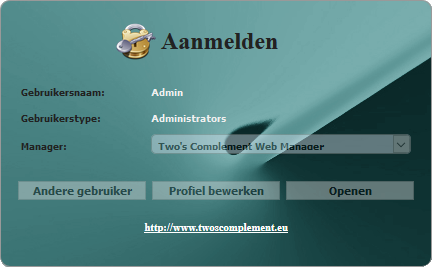 Aanmelden
Gebruikersnaam: Admin
Gebruikerstype: Administrators
Manager: Two's Complement Web Manager
Andere gebruiker Profiel bewerken Openen
http://www.twoscomplement.eu